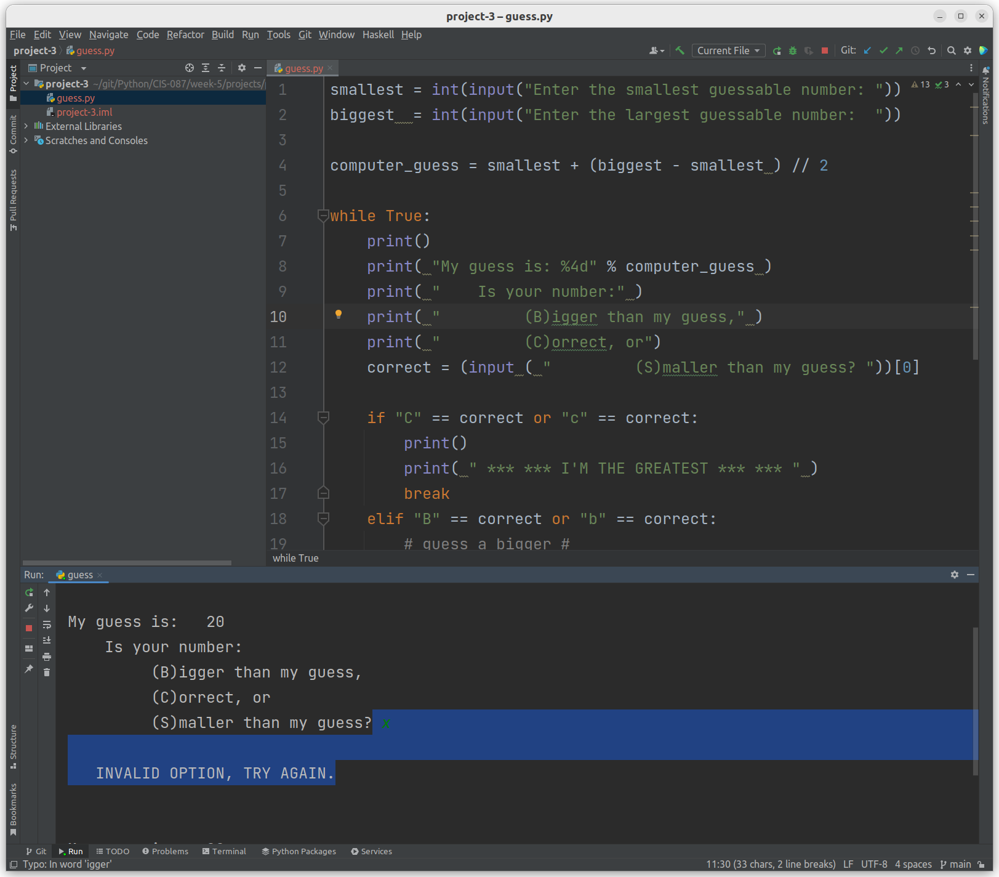 project-3 – guess.py
File Edit View Navigate Code Refactor Build Run Tools Git Window Haskell Help
project-3 guess.py Current File Git:
Project
guess.py
13 3
project-3 ~/git/Python/CIS-087/week-5/projects/
guess.py
project-3.iml
External Libraries
Scratches and Consoles
Project
Commit
Pull Requests
Structure
Bookmarks
Notifications
1 smallest = int(input("Enter the smallest guessable number: "))
2 biggest  = int(input("Enter the largest guessable number:  "))
3
4 computer_guess = smallest + (biggest - smallest ) // 2
5
6 while True:
7     print()
8     print( "My guess is: %4d" % computer_guess )
9     print( "    Is your number:" )
10     print( "         (B)igger than my guess," )
11     print( "         (C)orrect, or")
12     correct = (input ( "         (S)maller than my guess? "))[0]
13
14     if "C" == correct or "c" == correct:
15         print()
16         print( " *** *** I'M THE GREATEST *** *** " )
17         break
18     elif "B" == correct or "b" == correct:
19         # guess a bigger #
while True
Run: guess
My guess is:   20
    Is your number:
         (B)igger than my guess,
         (C)orrect, or
         (S)maller than my guess? x
   INVALID OPTION, TRY AGAIN.
Git Run TODO Problems Terminal Python Packages Services
Typo: In word 'igger' 11:30 (33 chars, 2 line breaks) LF UTF-8 4 spaces main